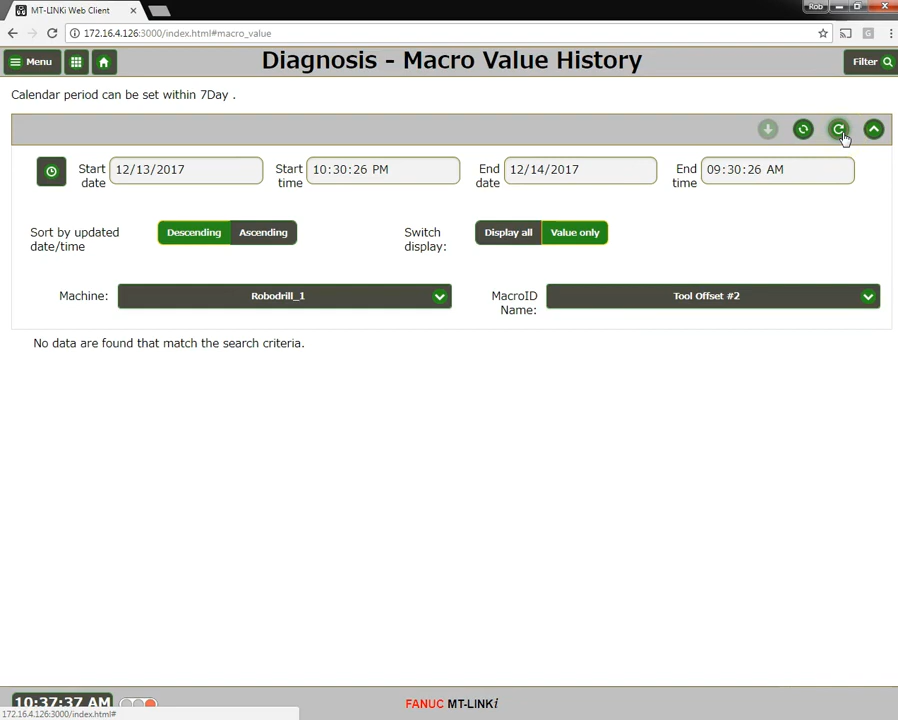 MT-LINKi Web Client
Rob
172.16.4.126:3000/index.html#macro_value
Menu
Diagnosis - Macro Value History
Filter
Calendar period can be set within 7Day .
Start date
12/13/2017
Start time
10:30:26 PM
End date
12/14/2017
End time
09:30:26 AM
Sort by updated date/time
Descending
Ascending
Switch display:
Display all
Value only
Machine:
Robodrill_1
MacroID Name:
Tool Offset #2
No data are found that match the search criteria.
10:37:37 AM
FANUC MT-LINKi
172.16.4.126:3000/index.html#